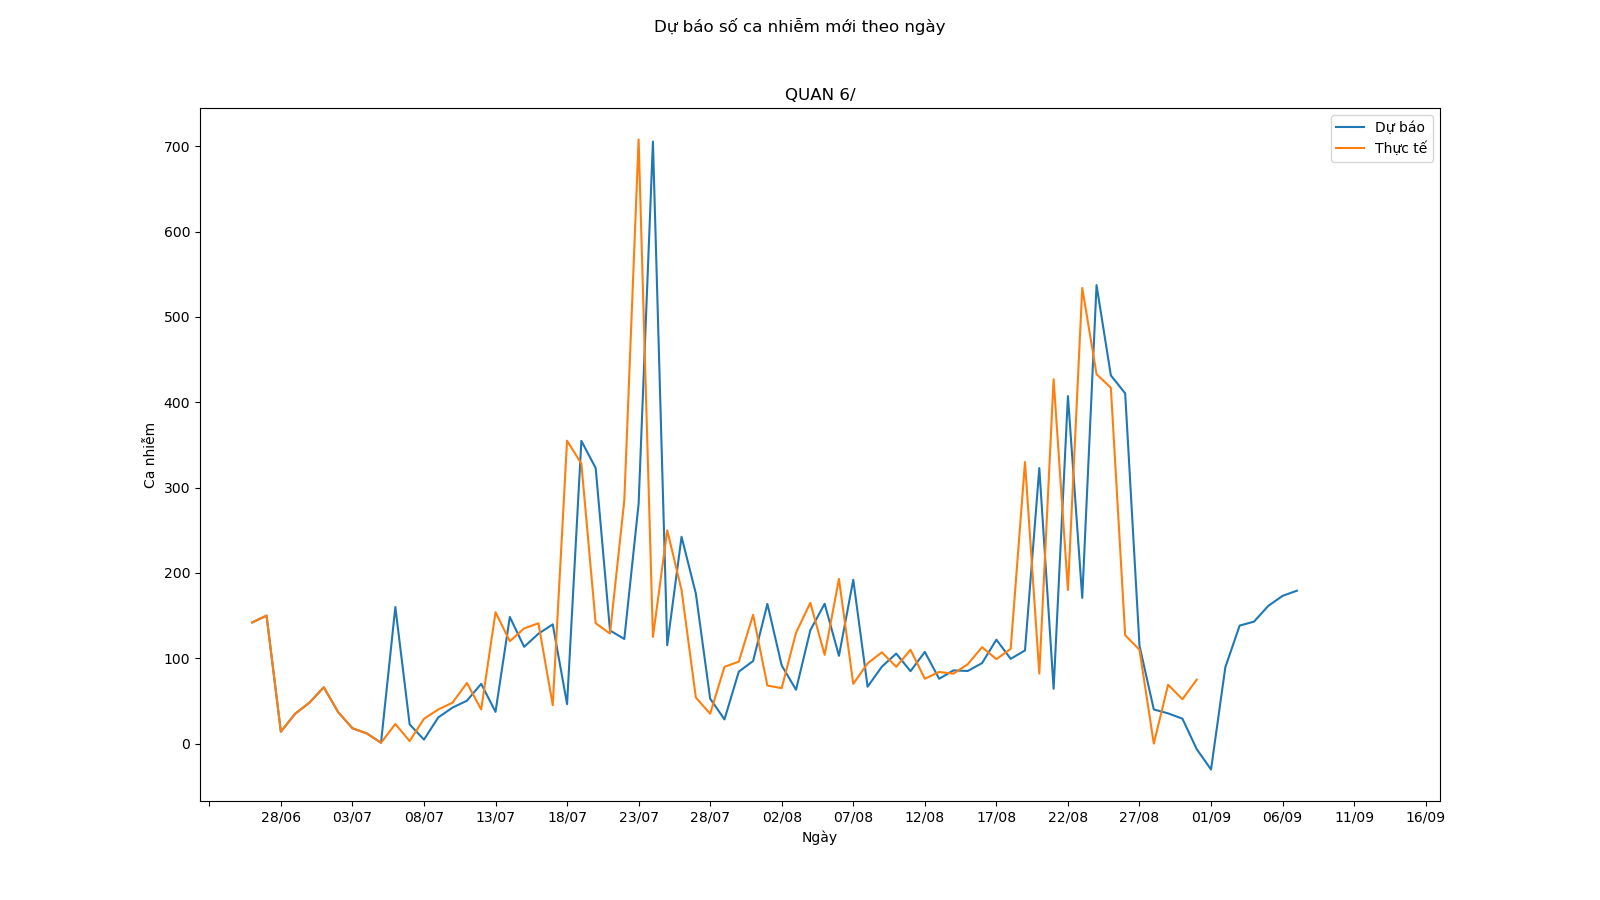 Dự báo số ca nhiễm mới theo ngày
QUAN 6/
Dự báo
Thực tế
700
600
500
400
300
200
100
0
Ca nhiễm
28/06 03/07 08/07 13/07 18/07 23/07 28/07 02/08 07/08 12/08 17/08 22/08 27/08 01/09 06/09 11/09 16/09
Ngày